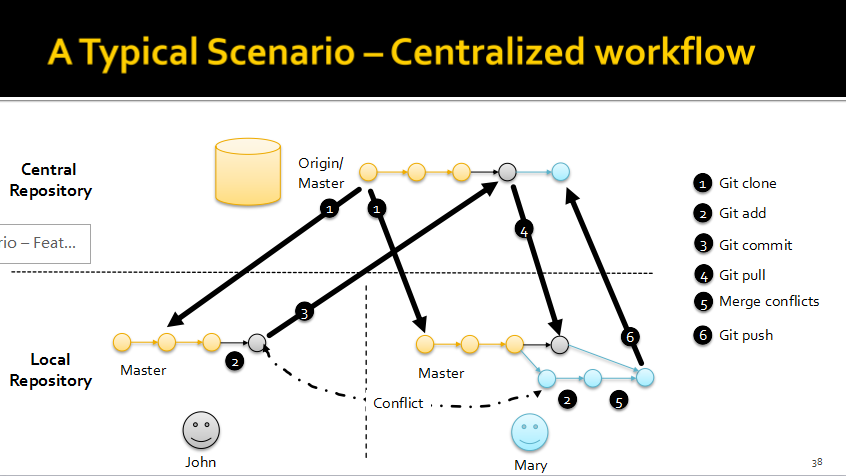 A Typical Scenario – Centralized workflow
Central
Repository
Origin/
Master
1
1
3
4
6
rio – Feat...
1 Git clone
2 Git add
3 Git commit
4 Git pull
5 Merge conflicts
6 Git push
Local
Repository
Master
2
Master
Conflict
2
5
John
Mary
38